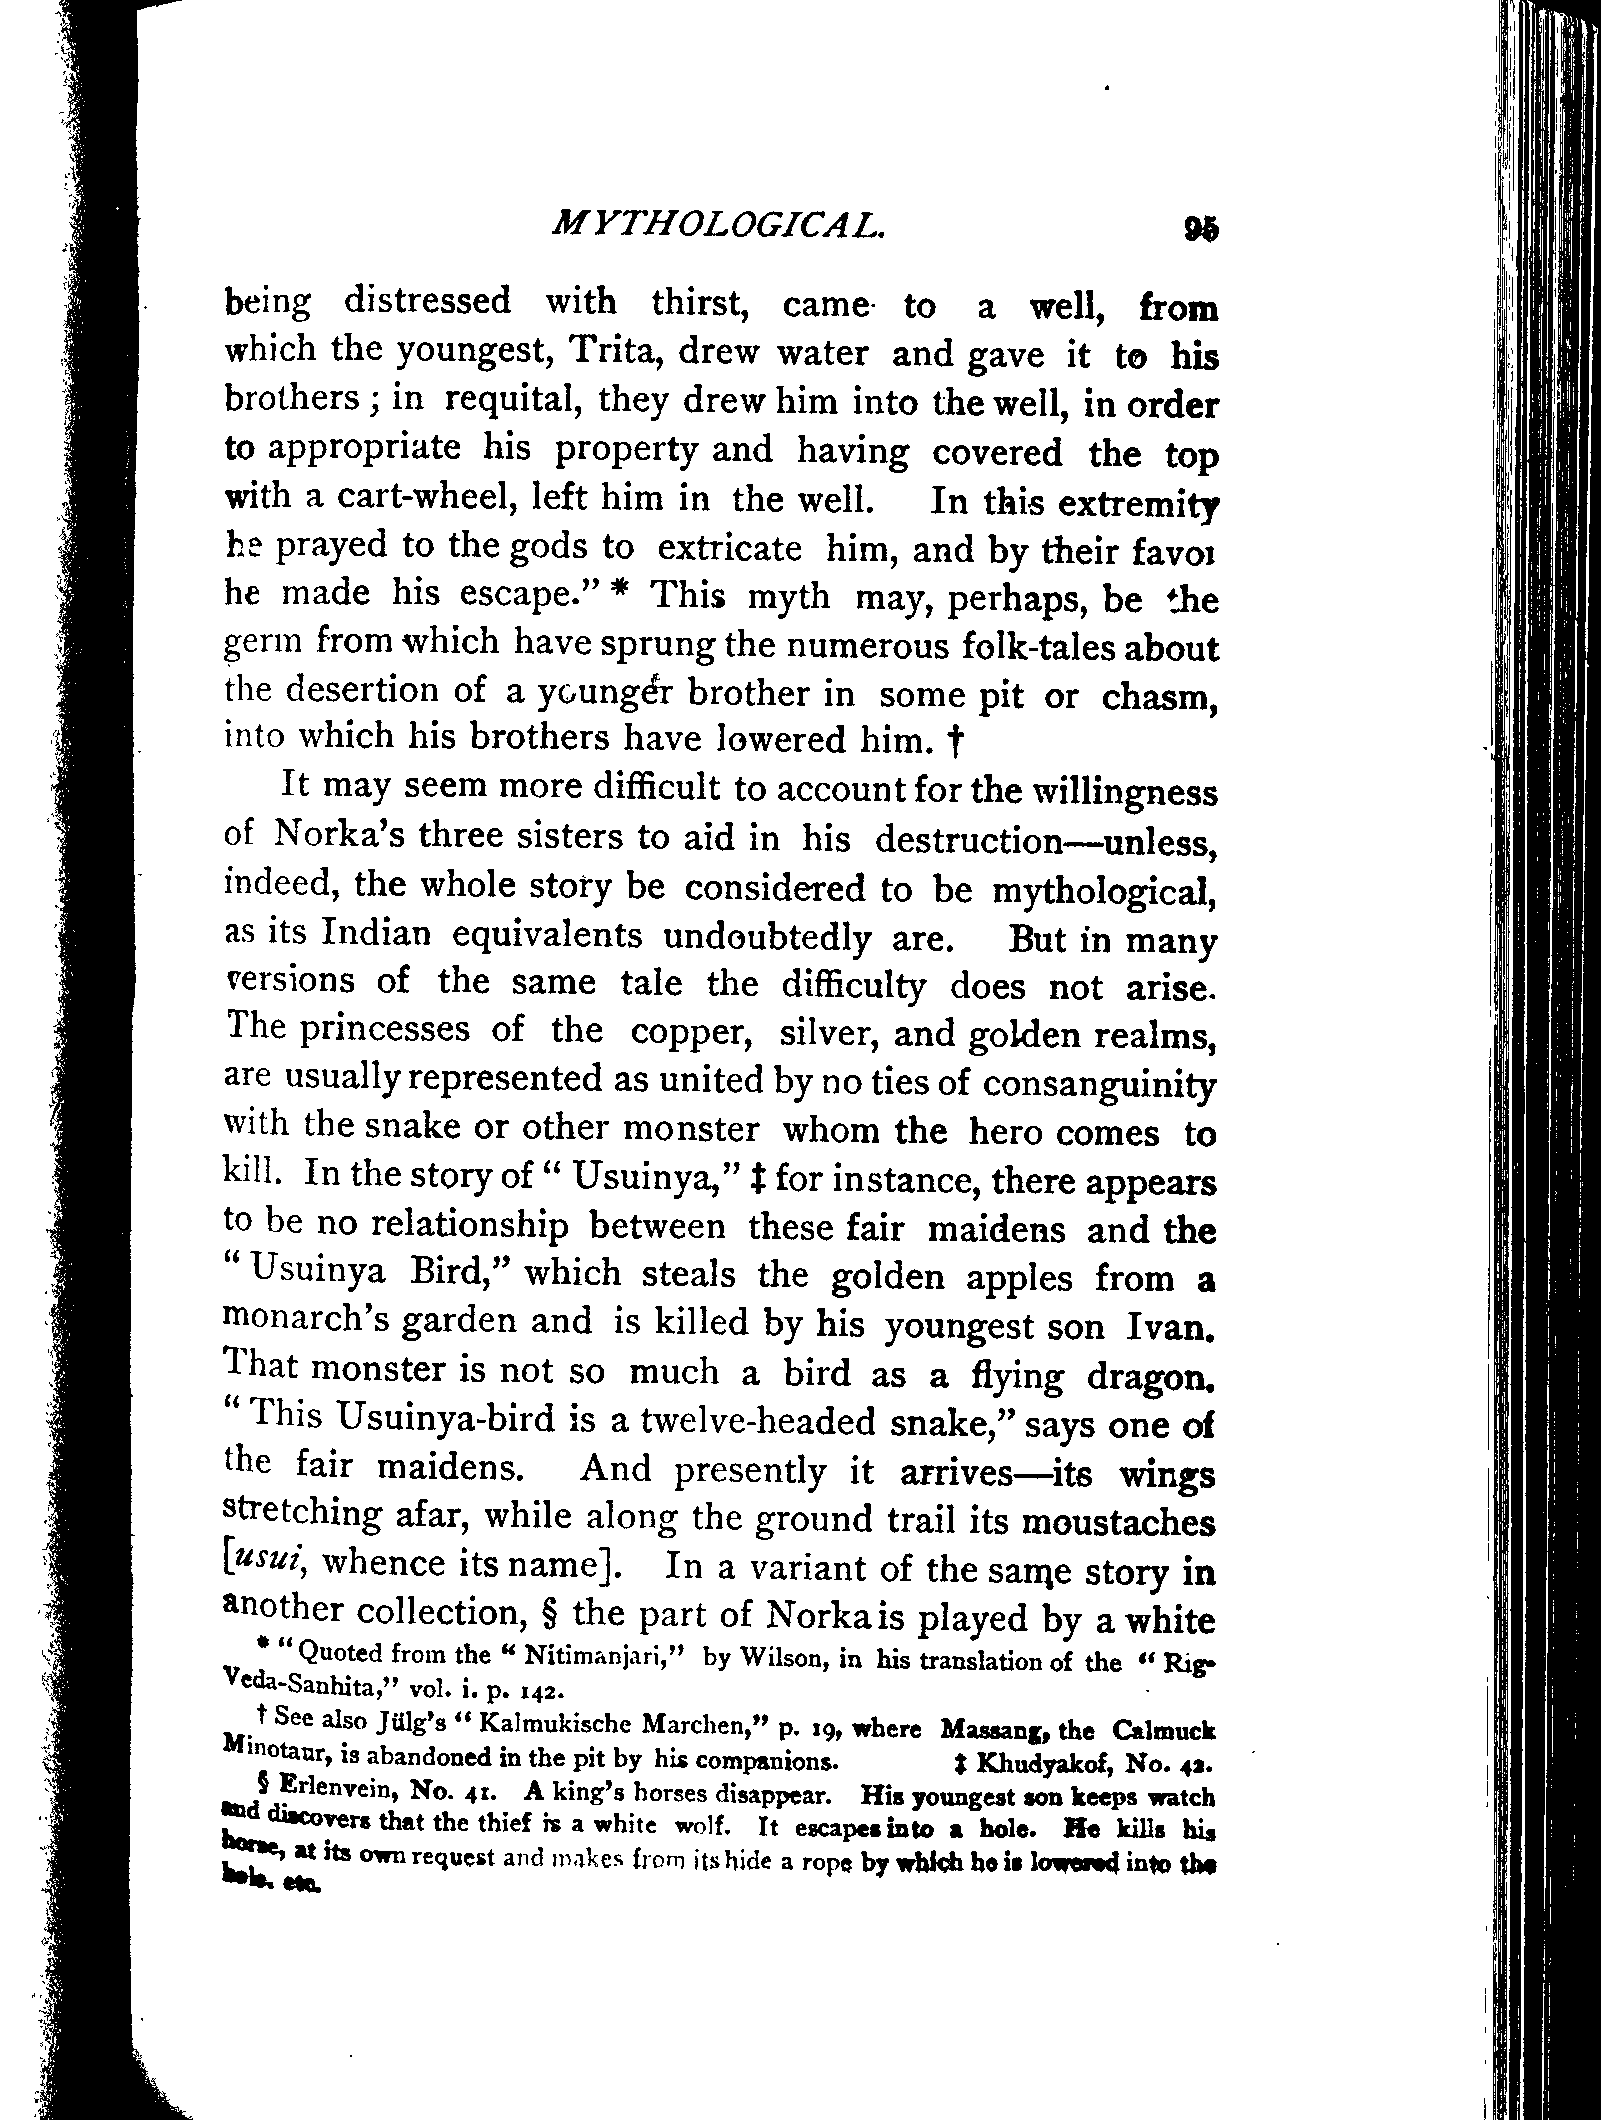 MYTHOLOGICAL. 95
being distressed with thirst, came to a well, from
which the youngest, Trita, drew water and gave it to his
brothers ; in requital, they drew him into the well, in order
to appropriate his property and having covered the top
with a cart-wheel, left him in the well. In this extremity
he prayed to the gods to extricate him, and by their favor
he made his escape.” * This myth may, perhaps, be the
germ from which have sprung the numerous folk-tales about
the desertion of a younger brother in some pit or chasm,
into which his brothers have lowered him. †
It may seem more difficult to account for the willingness
of Norka’s three sisters to aid in his destruction—unless,
indeed, the whole story be considered to be mythological,
as its Indian equivalents undoubtedly are. But in many
versions of the same tale the difficulty does not arise.
The princesses of the copper, silver, and golden realms,
are usually represented as united by no ties of consanguinity
with the snake or other monster whom the hero comes to
kill. In the story of “ Usuinya,” ‡ for instance, there appears
to be no relationship between these fair maidens and the
“ Usuinya Bird,” which steals the golden apples from a
monarch’s garden and is killed by his youngest son Ivan.
That monster is not so much a bird as a flying dragon.
“ This Usuinya-bird is a twelve-headed snake,” says one of
the fair maidens. And presently it arrives—its wings
stretching afar, while along the ground trail its moustaches
[usui, whence its name]. In a variant of the same story in
another collection, § the part of Norka is played by a white
* “ Quoted from the “ Nitimanjari,” by Wilson, in his translation of the “ Rig-
Veda-Sanhita,” vol. i. p. 142.
† See also Jülg’s “ Kalmukische Marchen,” p. 19, where Massang, the Calmuck
Minotaur, is abandoned in the pit by his companions. ‡ Khudyakof, No. 42.
§ Erlenvein, No. 41. A king’s horses disappear. His youngest son keeps watch
and discovers that the thief is a white wolf. It escapes into a hole. He kills his
horse, at its own request and makes from its hide a rope by which he is lowered into the
hole, etc.